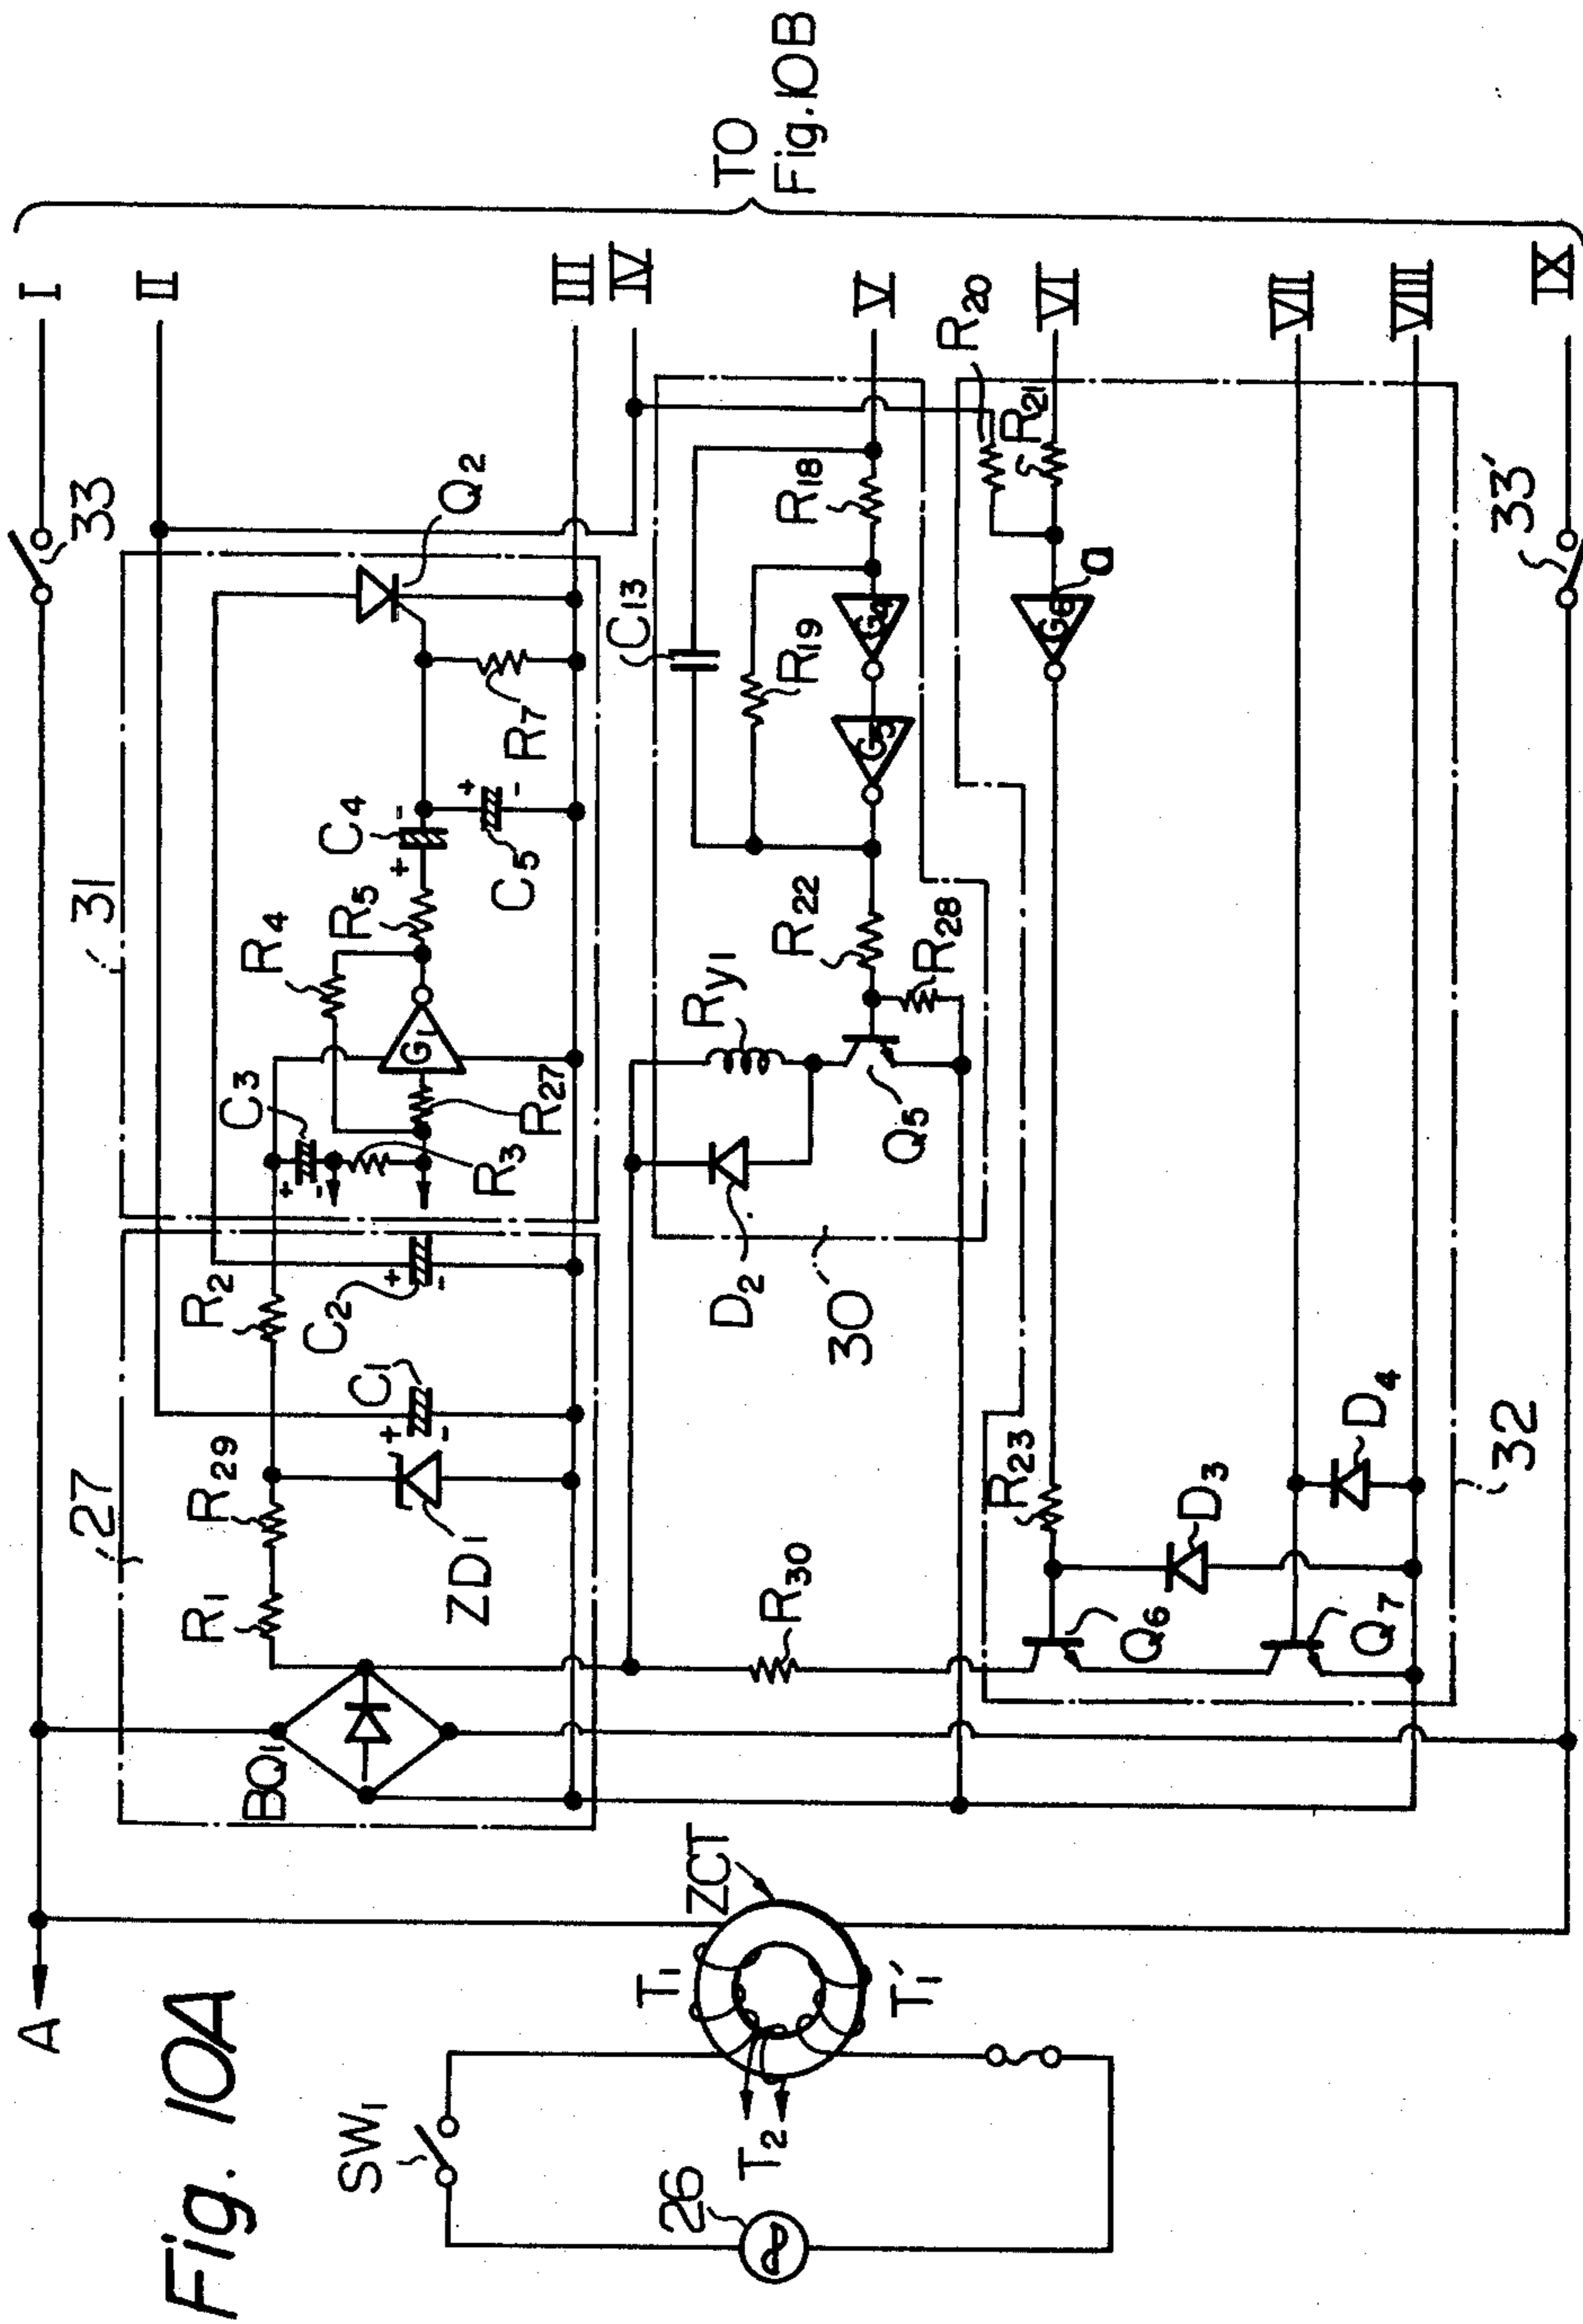 Fig. 10A
A
I
II
III
IV
V
VI
VII
VIII
IX
TO
Fig. 10B
33
33'
31
27
30
32
26
SW1
T1
T'1
T2
ZCT
BQ1
R1
R29
ZD1
C1
R2
C2
C3
R3
R27
G1
R4
R5
C4
C5
R7
Q2
C13
R18
R19
G4
G5
R22
R28
Ry1
Q5
D2
R20
R21
a
G6
R23
R30
Q6
D3
Q7
D4
+
-
+
-
+
-
+
-
+
-